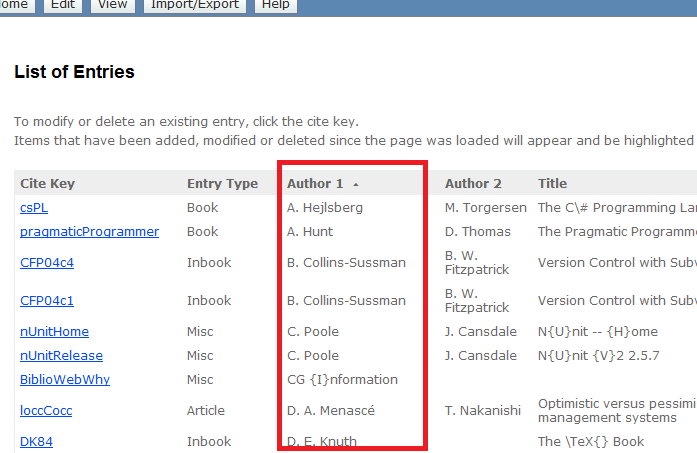 ome Edit View Import/Export Help
List of Entries
To modify or delete an existing entry, click the cite key.
Items that have been added, modified or deleted since the page was loaded will appear and be highlighted
Cite Key Entry Type Author 1 Author 2 Title
csPL Book A. Hejlsberg M. Torgersen The C\# Programming Lan
pragmaticProgrammer Book A. Hunt D. Thomas The Pragmatic Programme
CFP04c4 Inbook B. Collins-Sussman B. W. Fitzpatrick Version Control with Subv
CFP04c1 Inbook B. Collins-Sussman B. W. Fitzpatrick Version Control with Subv
nUnitHome Misc C. Poole J. Cansdale N{U}nit -- {H}ome
nUnitRelease Misc C. Poole J. Cansdale N{U}nit {V}2 2.5.7
BiblioWebWhy Misc CG {I}nformation
loccCocc Article D. A. Menascé T. Nakanishi Optimistic versus pessimi
management systems
DK84 Inbook D. E. Knuth The \TeX{} Book